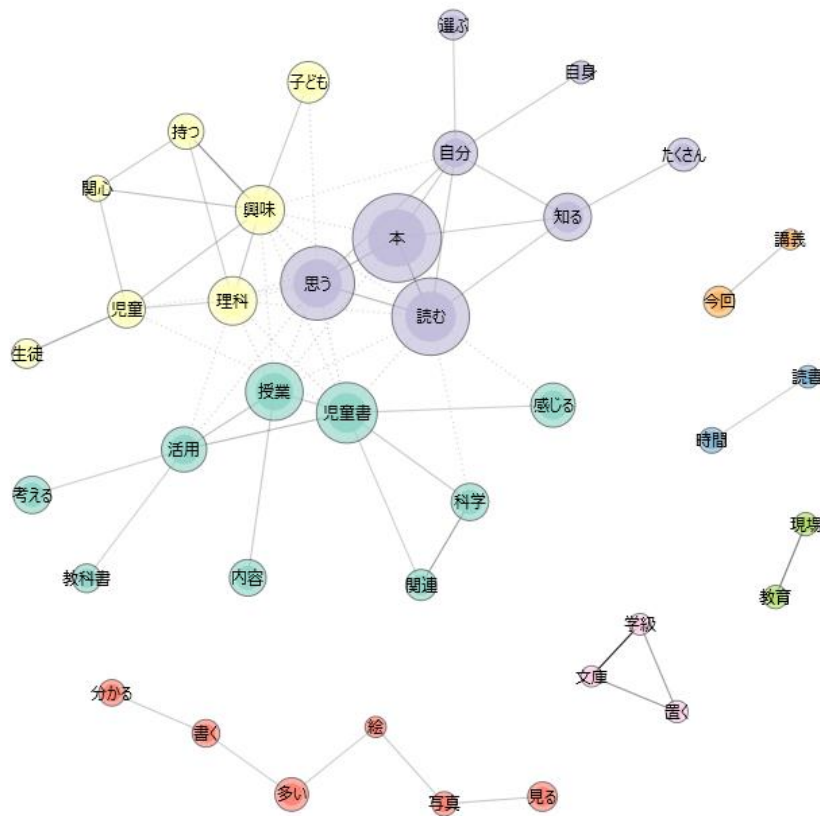 選ぶ
自身
子ども
持つ
自分
たくさん
関心
興味
本
知る
講義
思う
理科
児童
読む
今回
生徒
読書
授業
児童書
感じる
時間
活用
考える
科学
現場
教科書
内容
関連
教育
学級
文庫
置く
分かる
書く
絵
多い
写真
見る